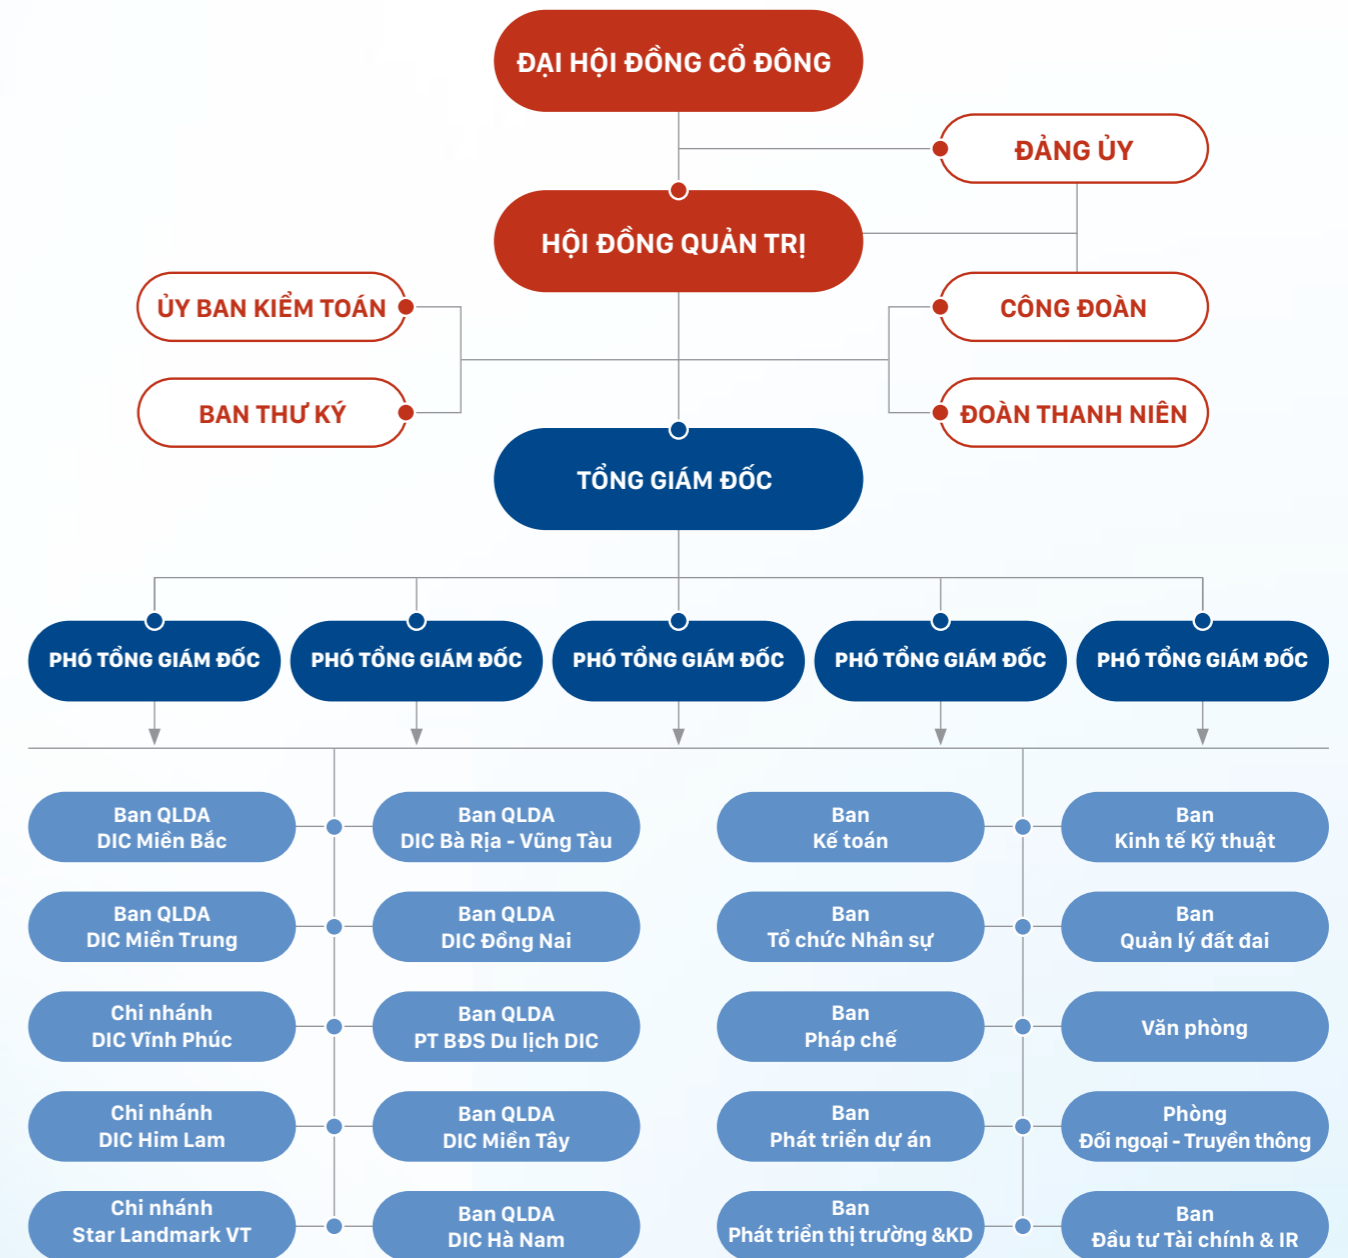 ĐẠI HỘI ĐỒNG CỔ ĐÔNG
ĐẢNG ỦY
HỘI ĐỒNG QUẢN TRỊ
ỦY BAN KIỂM TOÁN
CÔNG ĐOÀN
BAN THƯ KÝ
ĐOÀN THANH NIÊN
TỔNG GIÁM ĐỐC
PHÓ TỔNG GIÁM ĐỐC
PHÓ TỔNG GIÁM ĐỐC
PHÓ TỔNG GIÁM ĐỐC
PHÓ TỔNG GIÁM ĐỐC
PHÓ TỔNG GIÁM ĐỐC
Ban QLDA
DIC Miền Bắc
Ban QLDA
DIC Bà Rịa - Vũng Tàu
Ban
Kế toán
Ban
Kinh tế Kỹ thuật
Ban QLDA
DIC Miền Trung
Ban QLDA
DIC Đồng Nai
Ban
Tổ chức Nhân sự
Ban
Quản lý đất đai
Chi nhánh
DIC Vĩnh Phúc
Ban QLDA
PT BĐS Du lịch DIC
Ban
Pháp chế
Văn phòng
Chi nhánh
DIC Him Lam
Ban QLDA
DIC Miền Tây
Ban
Phát triển dự án
Phòng
Đối ngoại - Truyền thông
Chi nhánh
Star Landmark VT
Ban QLDA
DIC Hà Nam
Ban
Phát triển thị trường &KD
Ban
Đầu tư Tài chính & IR